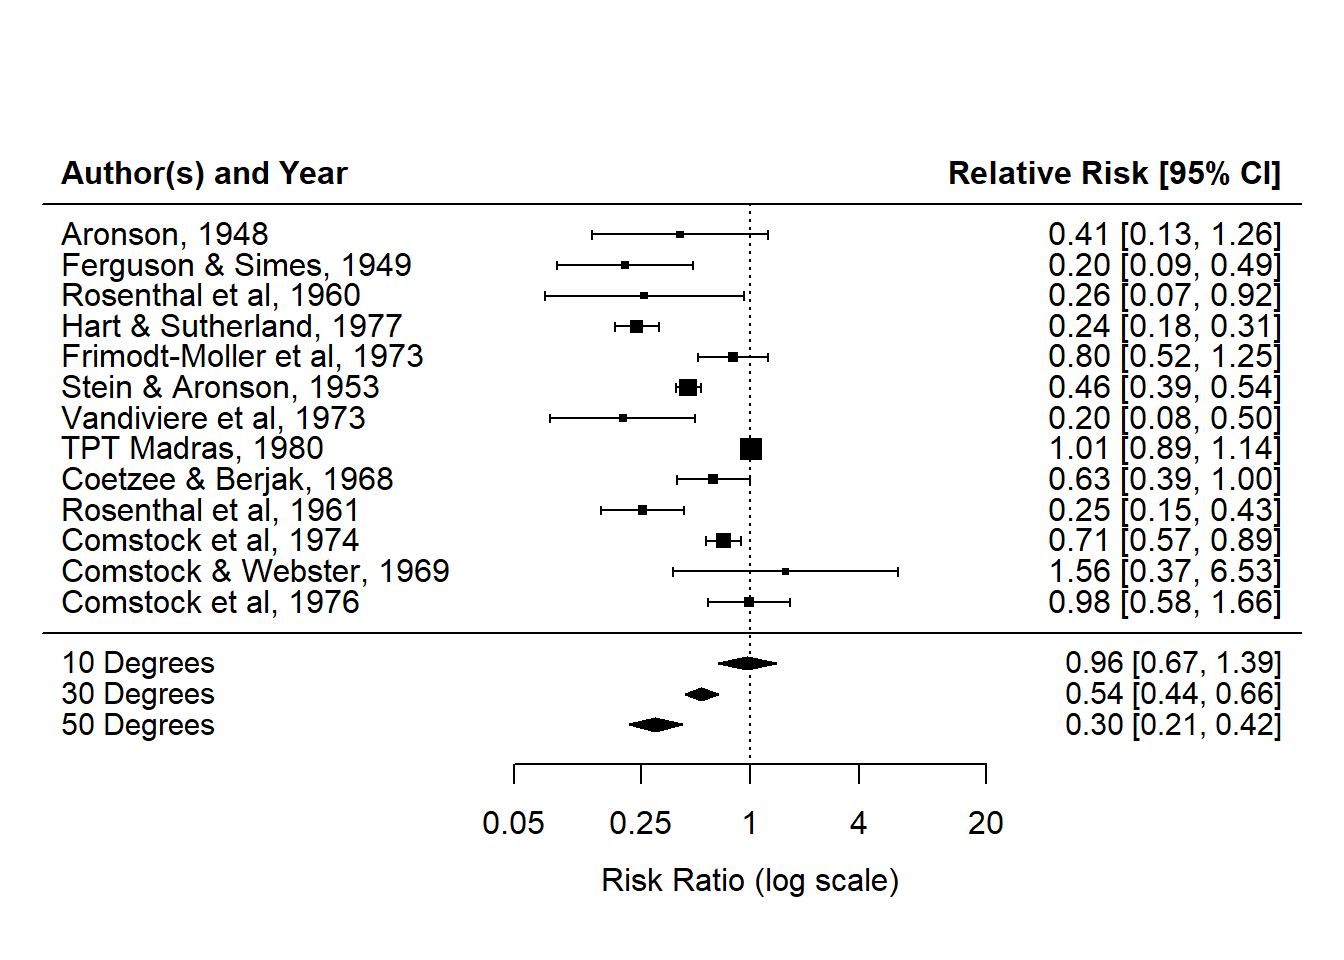 Author(s) and Year Relative Risk [95% CI]
Aronson, 1948 0.41 [0.13, 1.26]
Ferguson & Simes, 1949 0.20 [0.09, 0.49]
Rosenthal et al, 1960 0.26 [0.07, 0.92]
Hart & Sutherland, 1977 0.24 [0.18, 0.31]
Frimodt-Moller et al, 1973 0.80 [0.52, 1.25]
Stein & Aronson, 1953 0.46 [0.39, 0.54]
Vandiviere et al, 1973 0.20 [0.08, 0.50]
TPT Madras, 1980 1.01 [0.89, 1.14]
Coetzee & Berjak, 1968 0.63 [0.39, 1.00]
Rosenthal et al, 1961 0.25 [0.15, 0.43]
Comstock et al, 1974 0.71 [0.57, 0.89]
Comstock & Webster, 1969 1.56 [0.37, 6.53]
Comstock et al, 1976 0.98 [0.58, 1.66]
10 Degrees 0.96 [0.67, 1.39]
30 Degrees 0.54 [0.44, 0.66]
50 Degrees 0.30 [0.21, 0.42]
0.05 0.25 1 4 20
Risk Ratio (log scale)